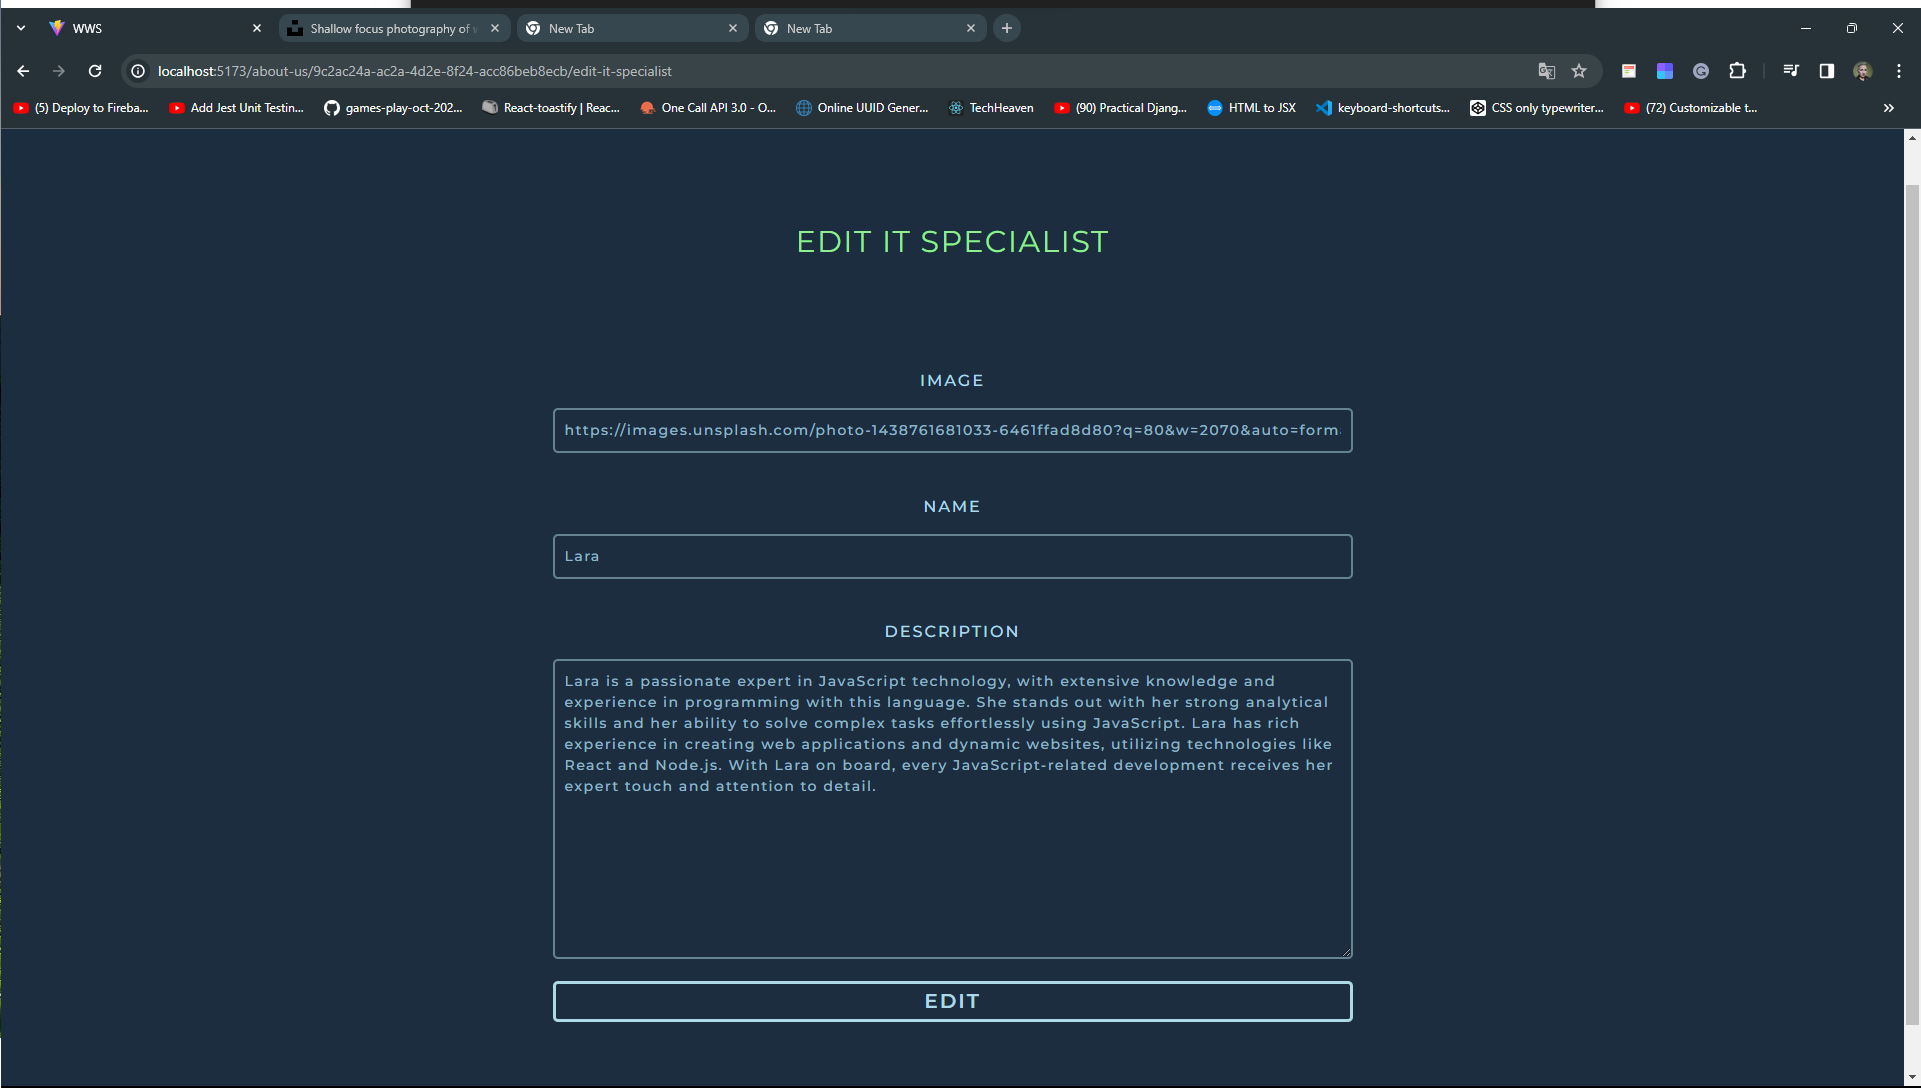 WWS
Shallow focus photography of
New Tab
New Tab
localhost:5173/about-us/9c2ac24a-ac2a-4d2e-8f24-acc86beb8ecb/edit-it-specialist
(5) Deploy to Fireba...
Add Jest Unit Testin...
games-play-oct-202...
React-toastify | Reac...
One Call API 3.0 - O...
Online UUID Gener...
TechHeaven
(90) Practical Djang...
HTML to JSX
keyboard-shortcuts...
CSS only typewriter...
(72) Customizable t...
EDIT IT SPECIALIST
IMAGE
https://images.unsplash.com/photo-1438761681033-6461ffad8d80?q=80&w=2070&auto=form
NAME
Lara
DESCRIPTION
Lara is a passionate expert in JavaScript technology, with extensive knowledge and
experience in programming with this language. She stands out with her strong analytical
skills and her ability to solve complex tasks effortlessly using JavaScript. Lara has rich
experience in creating web applications and dynamic websites, utilizing technologies like
React and Node.js. With Lara on board, every JavaScript-related development receives her
expert touch and attention to detail.
EDIT